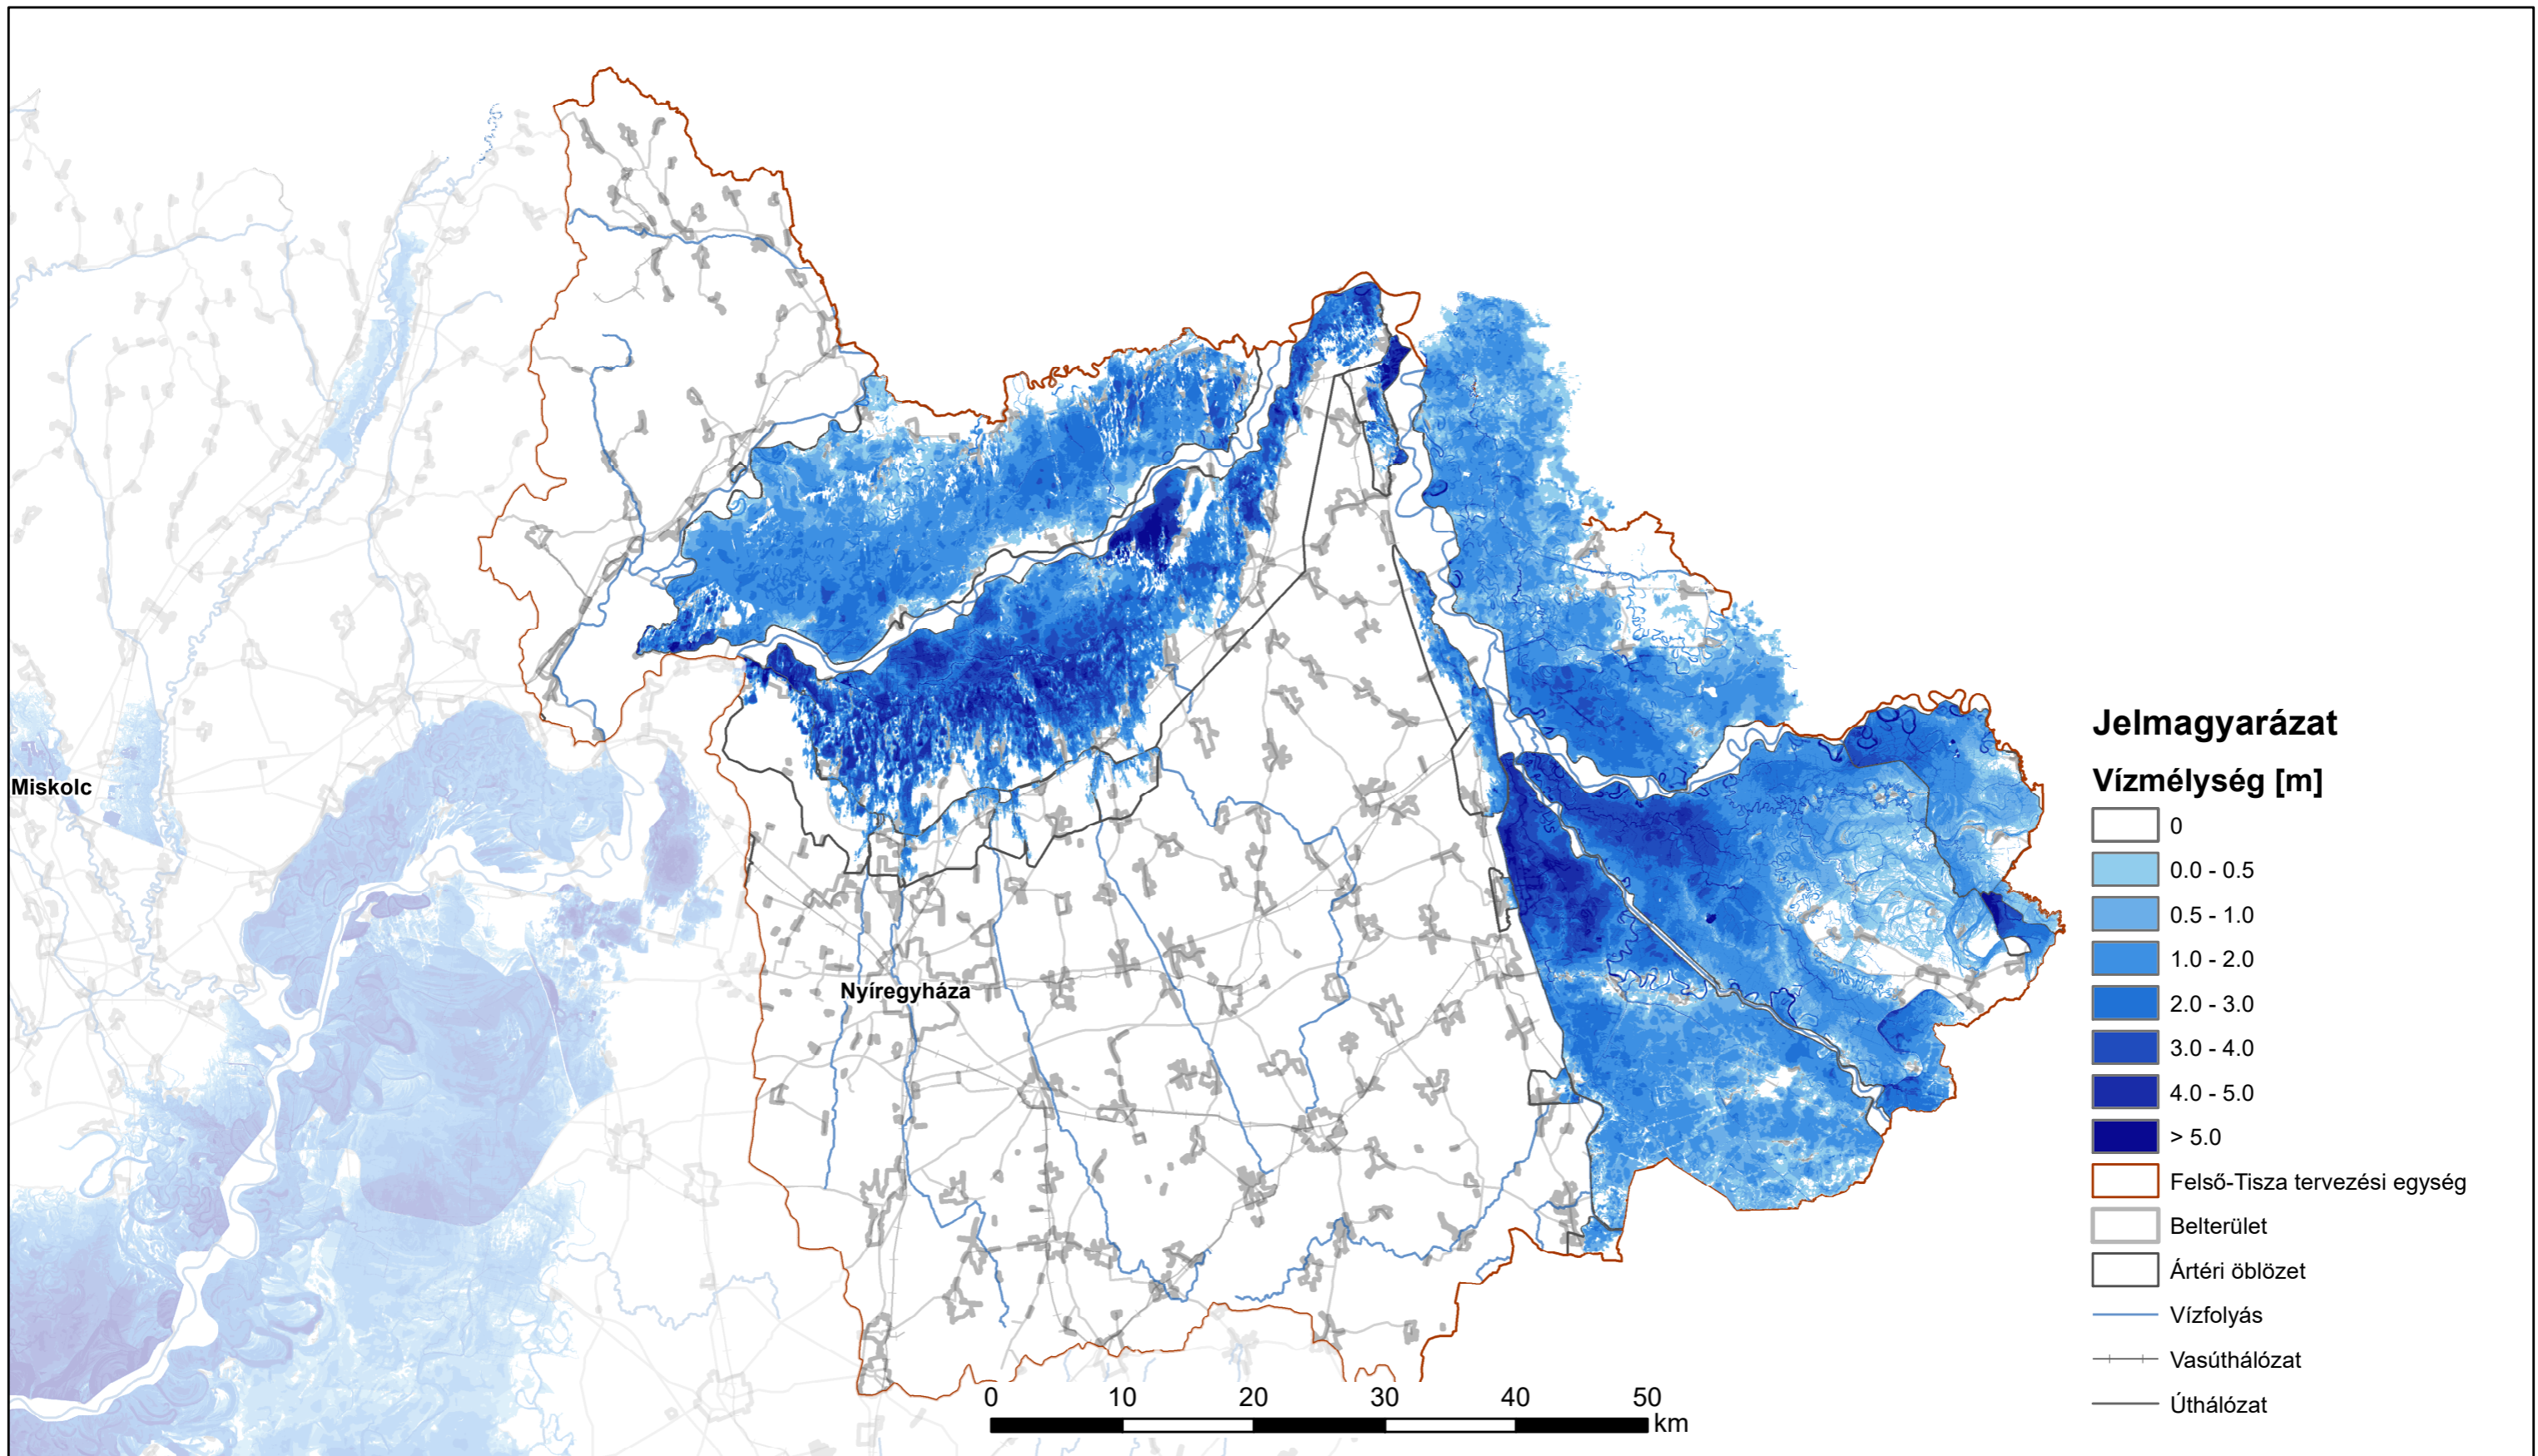 Miskolc
Nyíregyháza
Jelmagyarázat
Vízmélység [m]
0
0.0 - 0.5
0.5 - 1.0
1.0 - 2.0
2.0 - 3.0
3.0 - 4.0
4.0 - 5.0
> 5.0
Felső-Tisza tervezési egység
Belterület
Ártéri öblözet
Vízfolyás
Vasúthálózat
Úthálózat
0 10 20 30 40 50
km